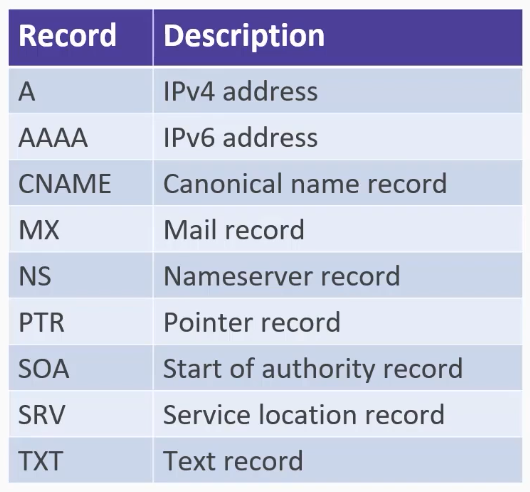 Record Description
A IPv4 address
AAAA IPv6 address
CNAME Canonical name record
MX Mail record
NS Nameserver record
PTR Pointer record
SOA Start of authority record
SRV Service location record
TXT Text record